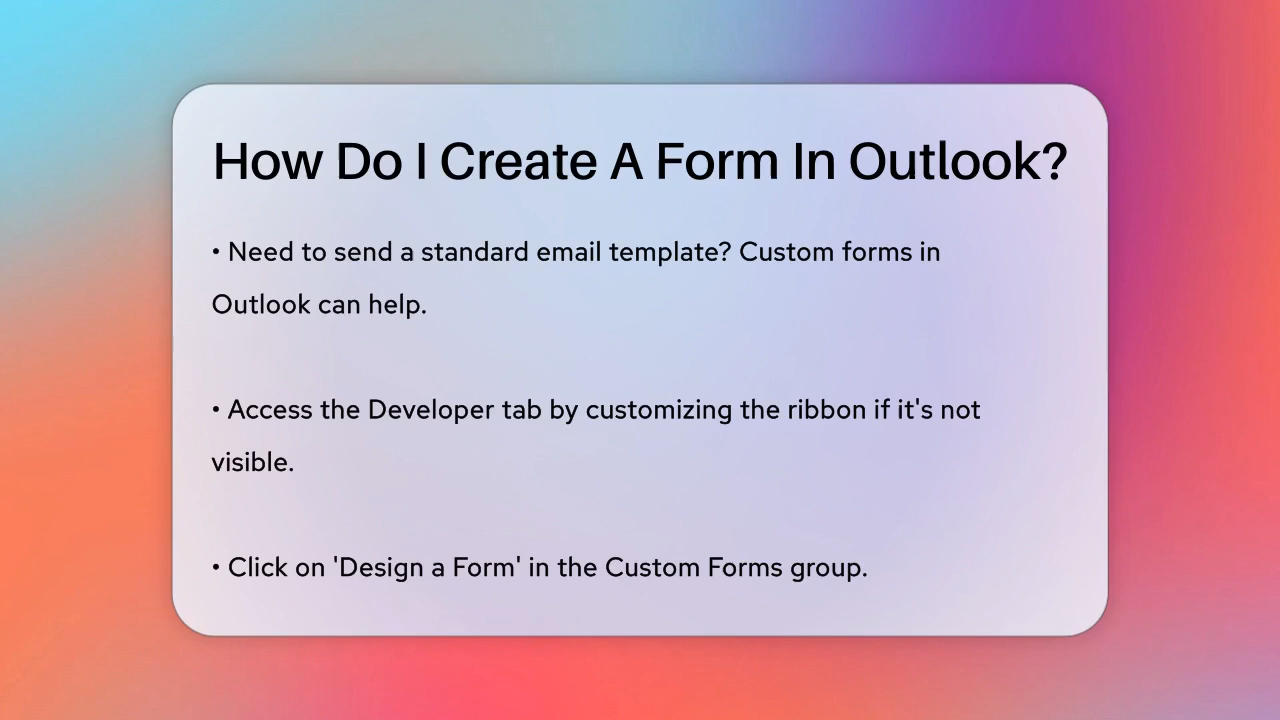 How Do I Create A Form In Outlook?
• Need to send a standard email template? Custom forms in
Outlook can help.
• Access the Developer tab by customizing the ribbon if it's not
visible.
• Click on 'Design a Form' in the Custom Forms group.